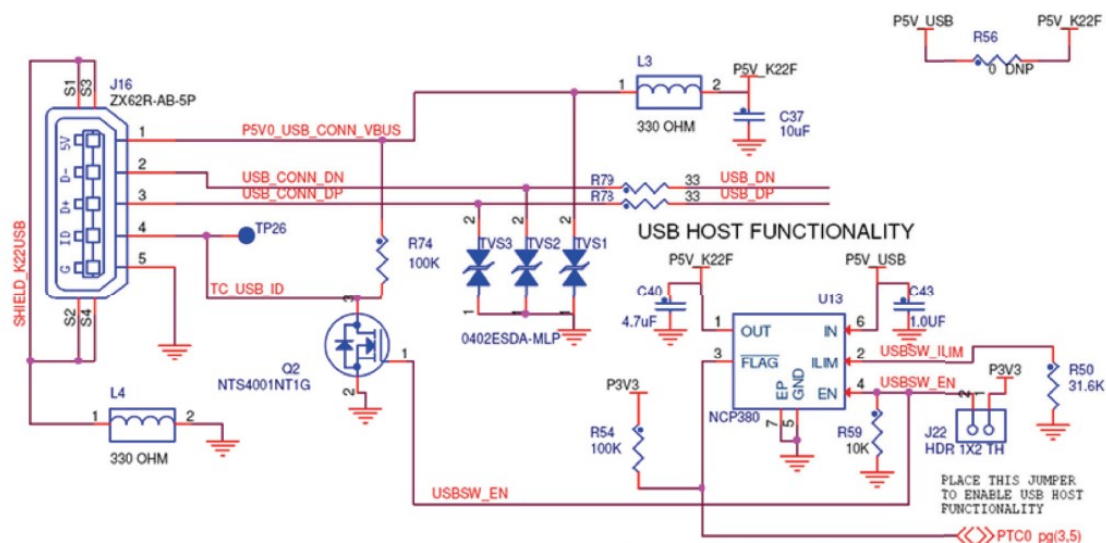 P5V_USB
P5V_K22F
R56
0 DNP
S1
S3
J16
ZX62R-AB-5P
5V
D-
D+
ID
G
1
2
3
4
5
S2
S4
SHIELD_K22USB
P5V0_USB_CONN_VBUS
USB_CONN_DN
USB_CONN_DP
TP26
TC_USB_ID
R74
100K
L3
1
2
330 OHM
P5V_K22F
C37
10uF
R79
33
USB_DN
R78
33
USB_DP
2
2
2
TVS3
TVS2
TVS1
1
1
1
0402ESDA-MLP
3
1
2
Q2
NTS4001NT1G
L4
1
2
330 OHM
USB HOST FUNCTIONALITY
P5V_K22F
P5V_USB
C40
4.7uF
C43
1.0UF
U13
1
OUT
IN
6
3
FLAG
ILIM
2
USBSW_ILIM
EN
4
USBSW_EN
EP
GND
7
5
NCP380
R50
31.6K
P3V3
R54
100K
R59
10K
P3V3
2
1
J22
HDR 1X2 TH
USBSW_EN
PLACE THIS JUMPER
TO ENABLE USB HOST
FUNCTIONALITY
PTC0 pg(3,5)